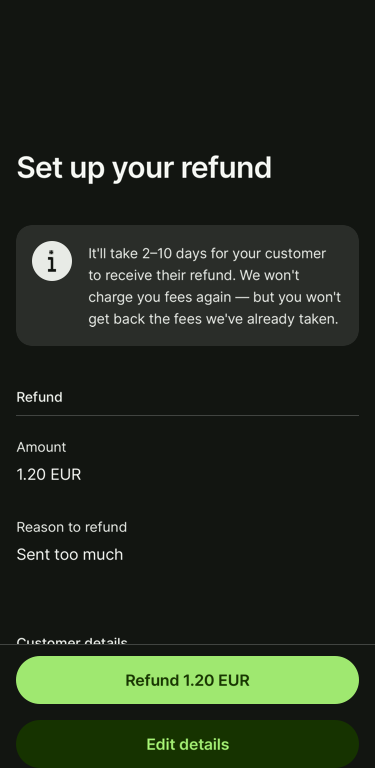 Set up your refund
It'll take 2–10 days for your customer
to receive their refund. We won't
charge you fees again — but you won't
get back the fees we've already taken.
Refund
Amount
1.20 EUR
Reason to refund
Sent too much
Customer details
Refund 1.20 EUR
Edit details